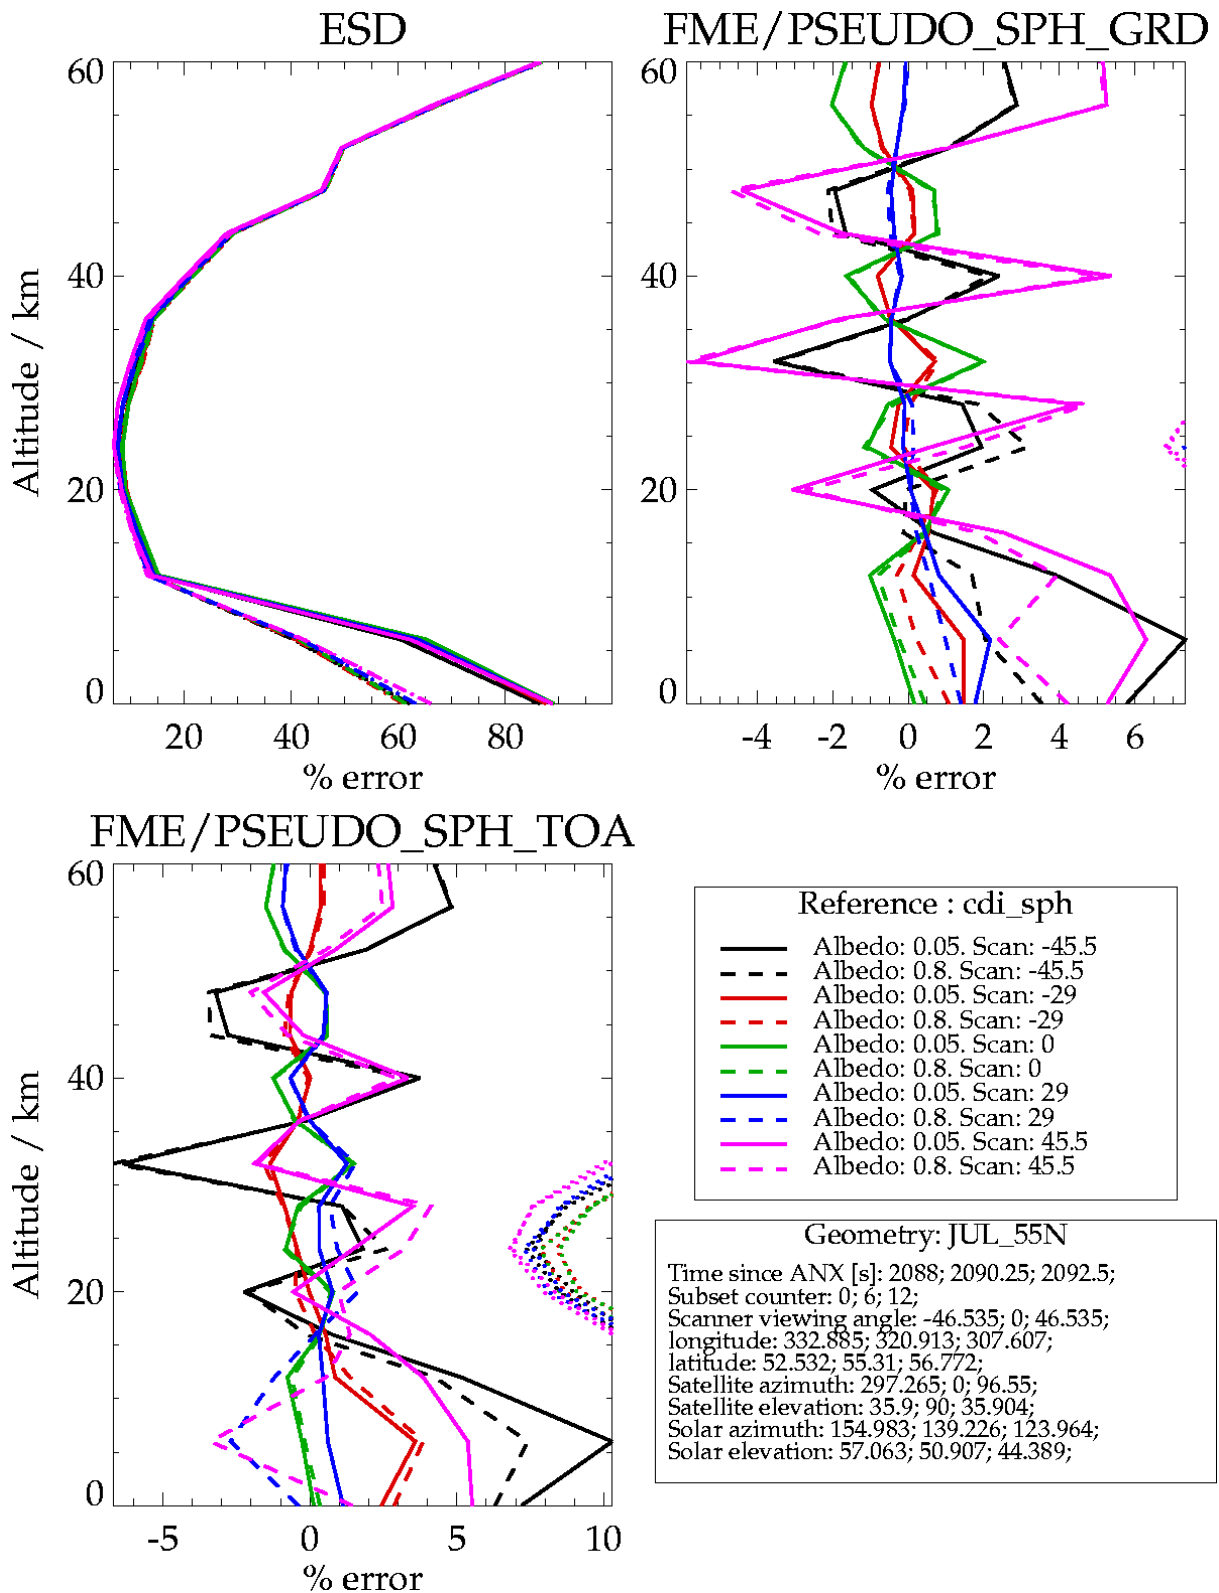 ESD
60
40
20
0
Altitude / km
20
40
60
80
% error
FME/PSEUDO_SPH_GRD
60
40
20
0
-4
-2
0
2
4
6
% error
FME/PSEUDO_SPH_TOA
60
40
20
0
Altitude / km
-5
0
5
10
% error
Reference : cdi_sph
Albedo: 0.05. Scan: -45.5
Albedo: 0.8. Scan: -45.5
Albedo: 0.05. Scan: -29
Albedo: 0.8. Scan: -29
Albedo: 0.05. Scan: 0
Albedo: 0.8. Scan: 0
Albedo: 0.05. Scan: 29
Albedo: 0.8. Scan: 29
Albedo: 0.05. Scan: 45.5
Albedo: 0.8. Scan: 45.5
Geometry: JUL_55N
Time since ANX [s]: 2088; 2090.25; 2092.5;
Subset counter: 0; 6; 12;
Scanner viewing angle: -46.535; 0; 46.535;
longitude: 332.885; 320.913; 307.607;
latitude: 52.532; 55.31; 56.772;
Satellite azimuth: 297.265; 0; 96.55;
Satellite elevation: 35.9; 90; 35.904;
Solar azimuth: 154.983; 139.226; 123.964;
Solar elevation: 57.063; 50.907; 44.389;